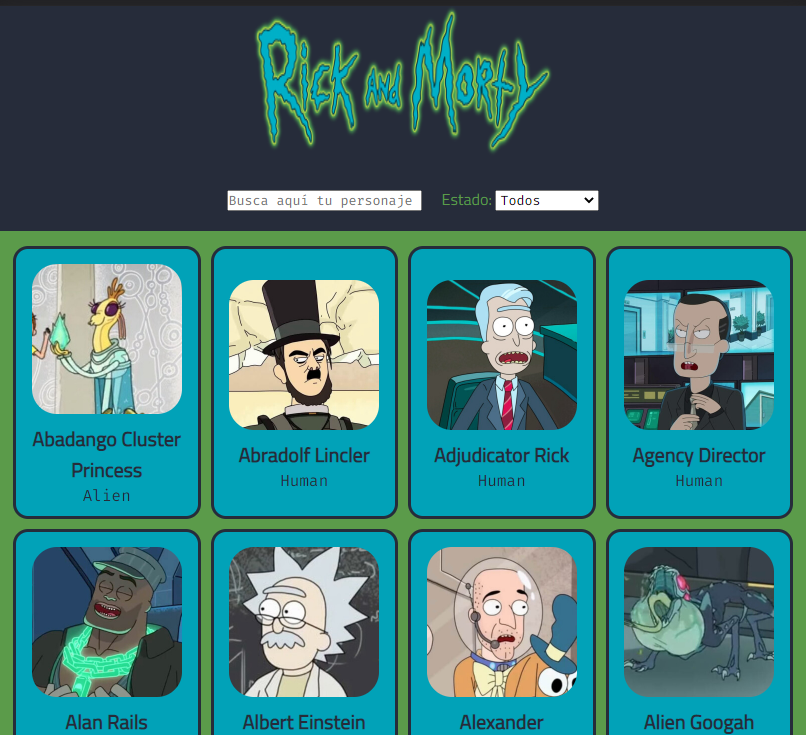 Rick and Morty
Busca aquí tu personaje
Estado: Todos
Abadango Cluster
Princess
Alien
Abradolf Lincler
Human
Adjudicator Rick
Human
Agency Director
Human
Alan Rails
Albert Einstein
Alexander
Alien Googah